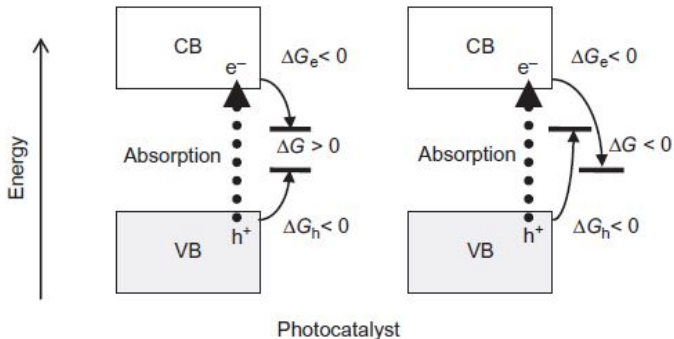 CB
e⁻
ΔGe< 0
Absorption
ΔG > 0
h⁺
ΔGh< 0
VB
CB
e⁻
ΔGe< 0
Absorption
ΔG < 0
h⁺
ΔGh< 0
VB
Energy
Photocatalyst